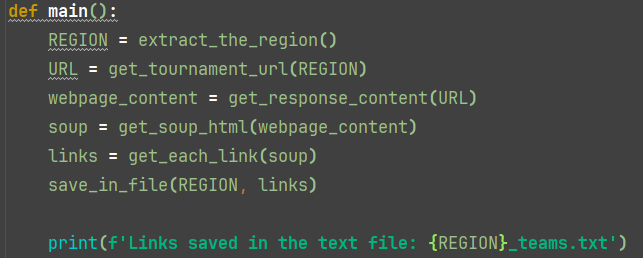 def main():
    REGION = extract_the_region()
    URL = get_tournament_url(REGION)
    webpage_content = get_response_content(URL)
    soup = get_soup_html(webpage_content)
    links = get_each_link(soup)
    save_in_file(REGION, links)

    print(f'Links saved in the text file: {REGION}_teams.txt')